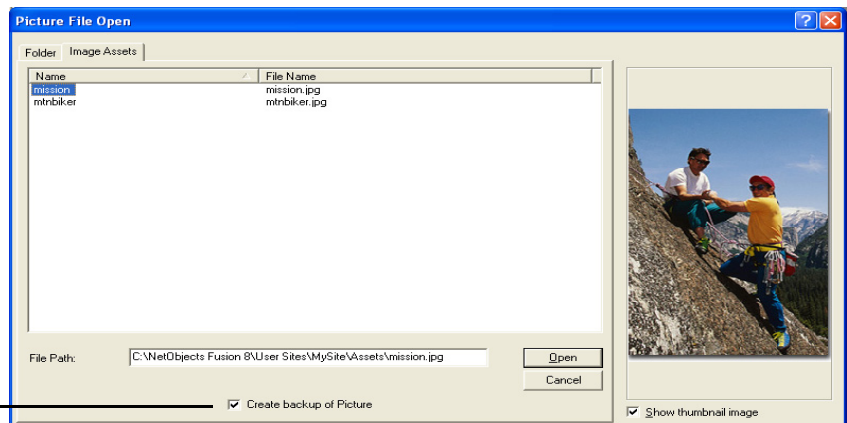 Picture File Open
Folder Image Assets
Name File Name
mission mission.jpg
mtnbiker mtnbiker.jpg
File Path: C:\NetObjects Fusion 8\User Sites\MySite\Assets\mission.jpg Open
Cancel
Create backup of Picture
Show thumbnail image